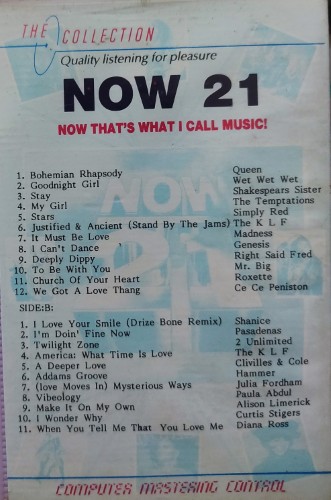 THE COLLECTION
Quality listening for pleasure
NOW 21
NOW THAT'S WHAT I CALL MUSIC!
1. Bohemian Rhapsody Queen
2. Goodnight Girl Wet Wet Wet
3. Stay Shakespears Sister
4. My Girl The Temptations
5. Stars Simply Red
6. Justified & Ancient (Stand By The Jams) The K L F
7. It Must Be Love Madness
8. I Can't Dance Genesis
9. Deeply Dippy Right Said Fred
10. To Be With You Mr. Big
11. Church Of Your Heart Roxette
12. We Got A Love Thang Ce Ce Peniston
SIDE:B:
1. I Love Your Smile (Drize Bone Remix) Shanice
2. I'm Doin' Fine Now Pasadenas
3. Twilight Zone 2 Unlimited
4. America: What Time Is Love The K L F
5. A Deeper Love Clivilles & Cole
6. Addams Groove Hammer
7. (love Moves In) Mysterious Ways Julia Fordham
8. Vibeology Paula Abdul
9. Make It On My Own Alison Limerick
10. I Wonder Why Curtis Stigers
11. When You Tell Me That You Love Me Diana Ross
COMPUTER MASTERING CONTROL
NOW